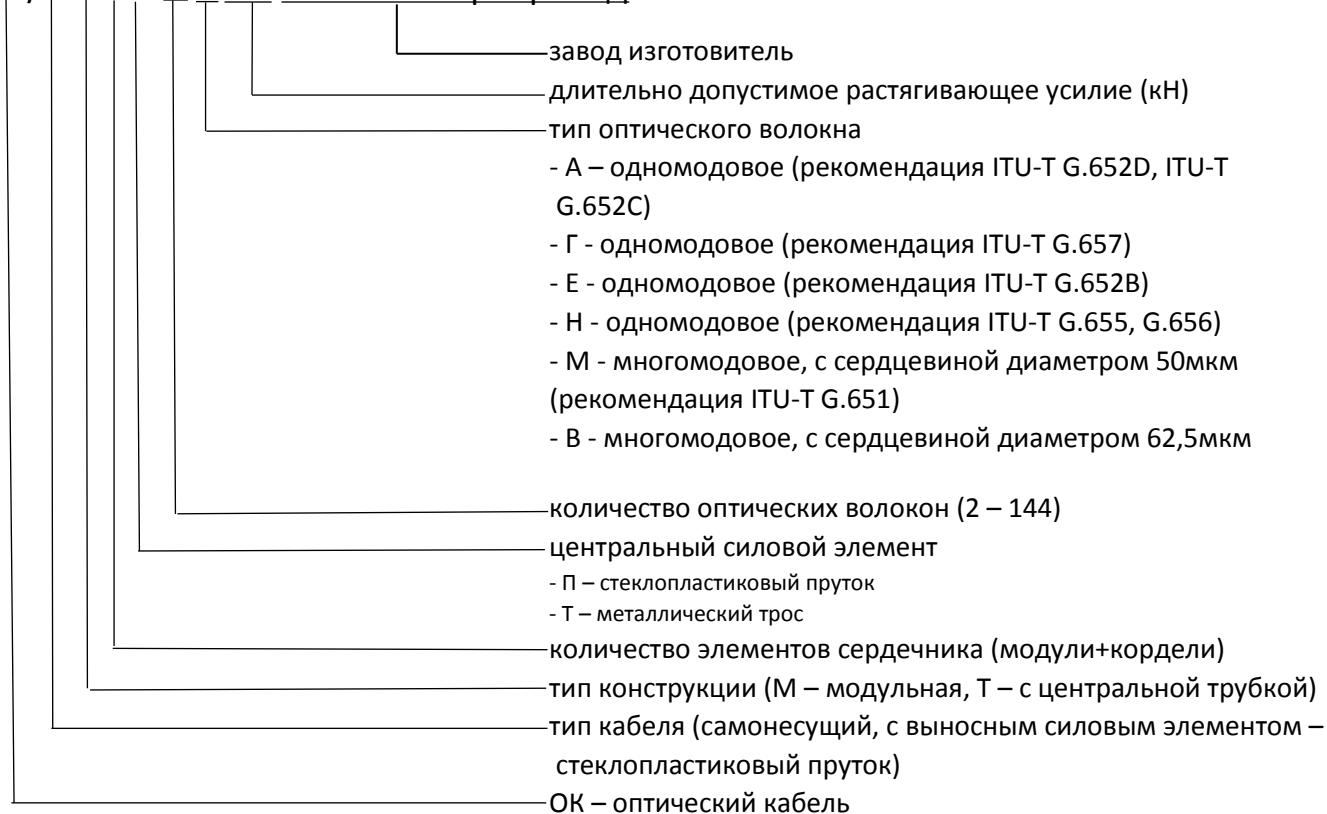 завод изготовитель
длительно допустимое растягивающее усилие (кН)
тип оптического волокна
- А – одномодовое (рекомендация ITU-T G.652D, ITU-T
G.652C)
- Г - одномодовое (рекомендация ITU-T G.657)
- Е - одномодовое (рекомендация ITU-T G.652B)
- Н - одномодовое (рекомендация ITU-T G.655, G.656)
- М - многомодовое, с сердцевиной диаметром 50мкм
(рекомендация ITU-T G.651)
- В - многомодовое, с сердцевиной диаметром 62,5мкм
количество оптических волокон (2 – 144)
центральный силовой элемент
- П – стеклопластиковый пруток
- Т – металлический трос
количество элементов сердечника (модули+кордели)
тип конструкции (М – модульная, Т – с центральной трубкой)
тип кабеля (самонесущий, с выносным силовым элементом –
стеклопластиковый пруток)
ОК – оптический кабель